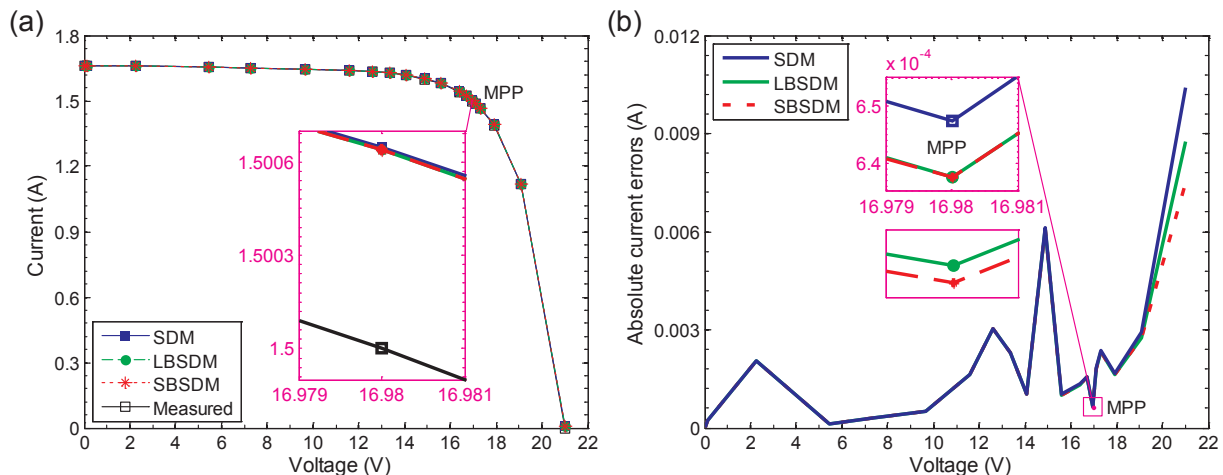 (a)
1.8
1.5
1.2
0.9
0.6
0.3
0
Current (A)
MPP
1.5006
1.5003
1.5
16.979 16.98 16.981
SDM
LBSDM
SBSDM
Measured
0 2 4 6 8 10 12 14 16 18 20 22
Voltage (V)
(b)
0.012
0.009
0.006
0.003
0
Absolute current errors (A)
SDM
LBSDM
SBSDM
x 10⁻⁴
6.5
6.4
MPP
16.979 16.98 16.981
MPP
0 2 4 6 8 10 12 14 16 18 20 22
Voltage (V)